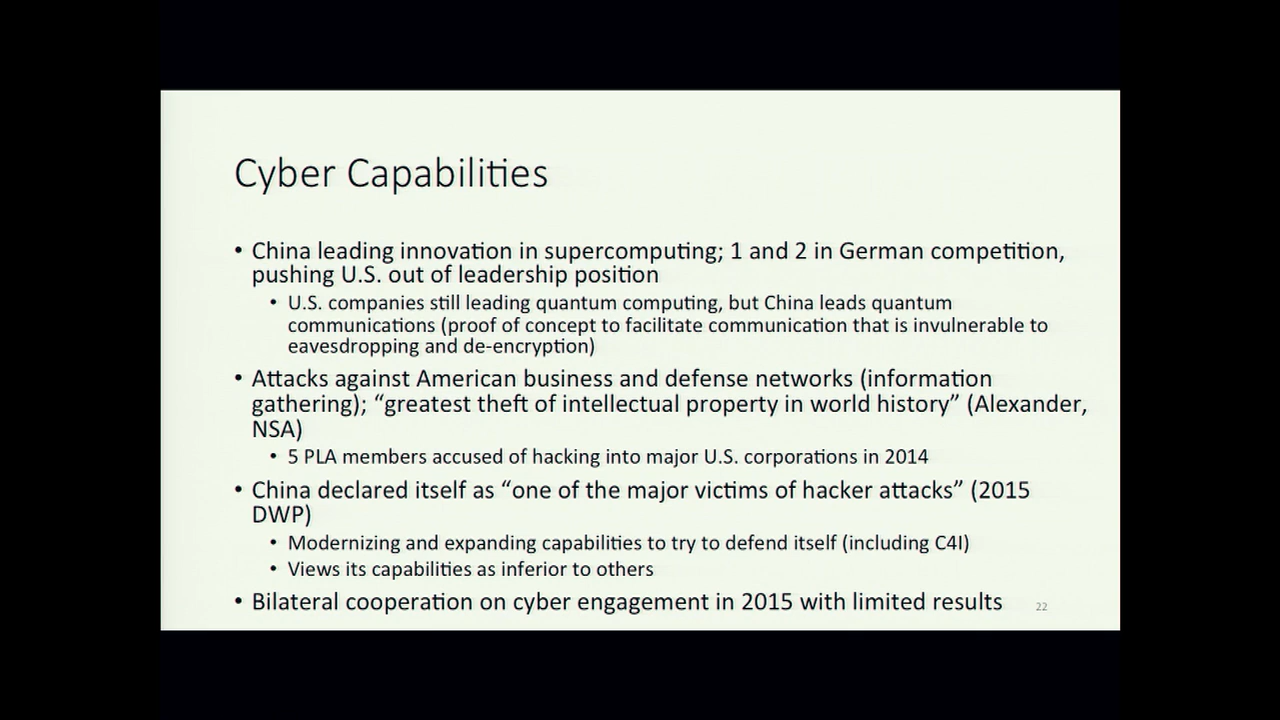 Cyber Capabilities
• China leading innovation in supercomputing; 1 and 2 in German competition,
pushing U.S. out of leadership position
• U.S. companies still leading quantum computing, but China leads quantum
communications (proof of concept to facilitate communication that is invulnerable to
eavesdropping and de-encryption)
• Attacks against American business and defense networks (information
gathering); “greatest theft of intellectual property in world history” (Alexander,
NSA)
• 5 PLA members accused of hacking into major U.S. corporations in 2014
• China declared itself as “one of the major victims of hacker attacks” (2015
DWP)
• Modernizing and expanding capabilities to try to defend itself (including C4I)
• Views its capabilities as inferior to others
• Bilateral cooperation on cyber engagement in 2015 with limited results
22